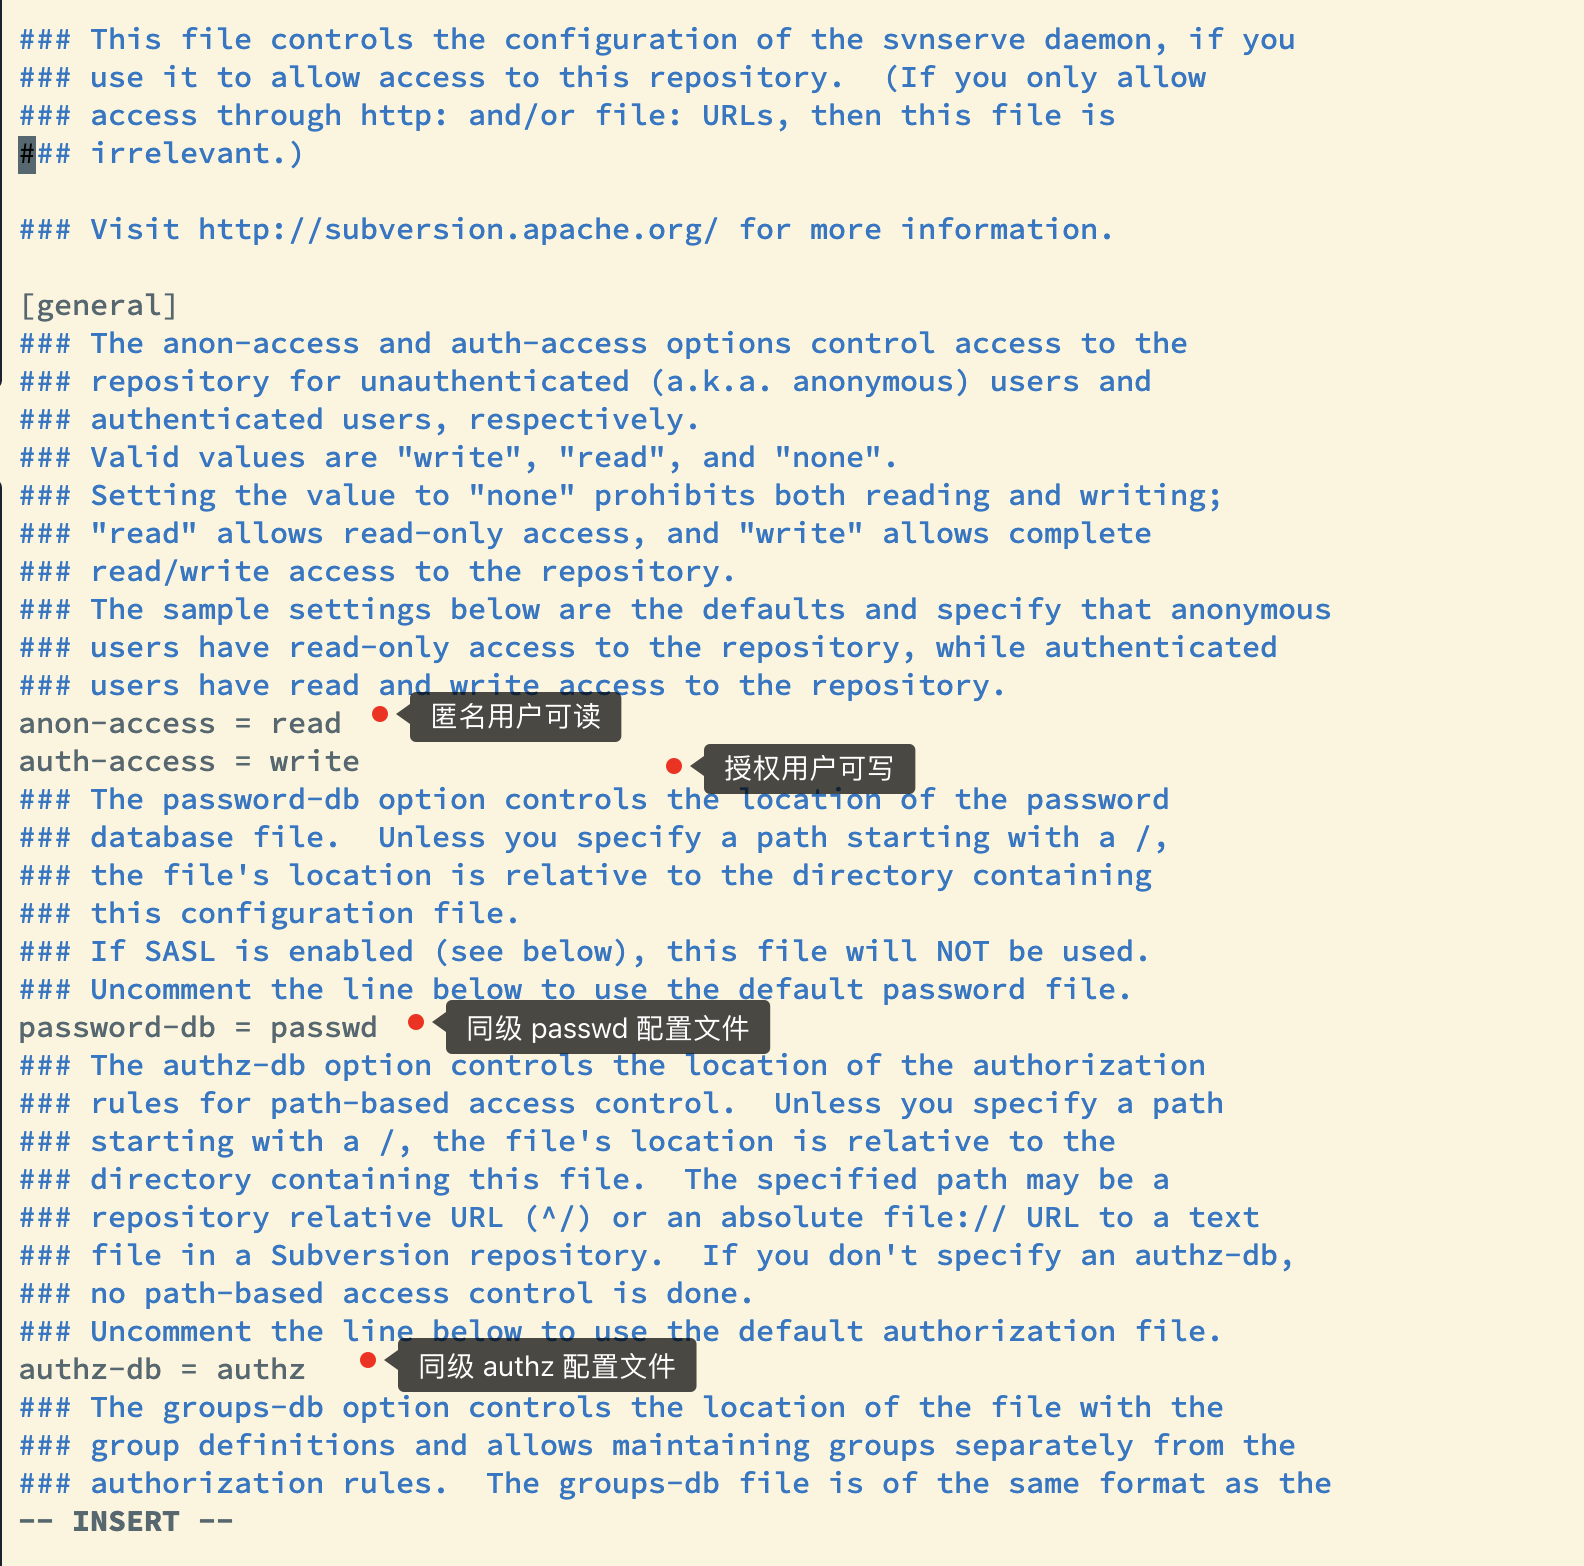 ### This file controls the configuration of the svnserve daemon, if you
### use it to allow access to this repository.  (If you only allow
### access through http: and/or file: URLs, then this file is
### irrelevant.)
### Visit http://subversion.apache.org/ for more information.
[general]
### The anon-access and auth-access options control access to the
### repository for unauthenticated (a.k.a. anonymous) users and
### authenticated users, respectively.
### Valid values are "write", "read", and "none".
### Setting the value to "none" prohibits both reading and writing;
### "read" allows read-only access, and "write" allows complete
### read/write access to the repository.
### The sample settings below are the defaults and specify that anonymous
### users have read-only access to the repository, while authenticated
### users have read and write access to the repository.
anon-access = read 匿名用户可读
auth-access = write 授权用户可写
### The password-db option controls the location of the password
### database file.  Unless you specify a path starting with a /,
### the file's location is relative to the directory containing
### this configuration file.
### If SASL is enabled (see below), this file will NOT be used.
### Uncomment the line below to use the default password file.
password-db = passwd 同级 passwd 配置文件
### The authz-db option controls the location of the authorization
### rules for path-based access control.  Unless you specify a path
### starting with a /, the file's location is relative to the
### directory containing this file.  The specified path may be a
### repository relative URL (^/) or an absolute file:// URL to a text
### file in a Subversion repository.  If you don't specify an authz-db,
### no path-based access control is done.
### Uncomment the line below to use the default authorization file.
authz-db = authz 同级 authz 配置文件
### The groups-db option controls the location of the file with the
### group definitions and allows maintaining groups separately from the
### authorization rules.  The groups-db file is of the same format as the
-- INSERT --